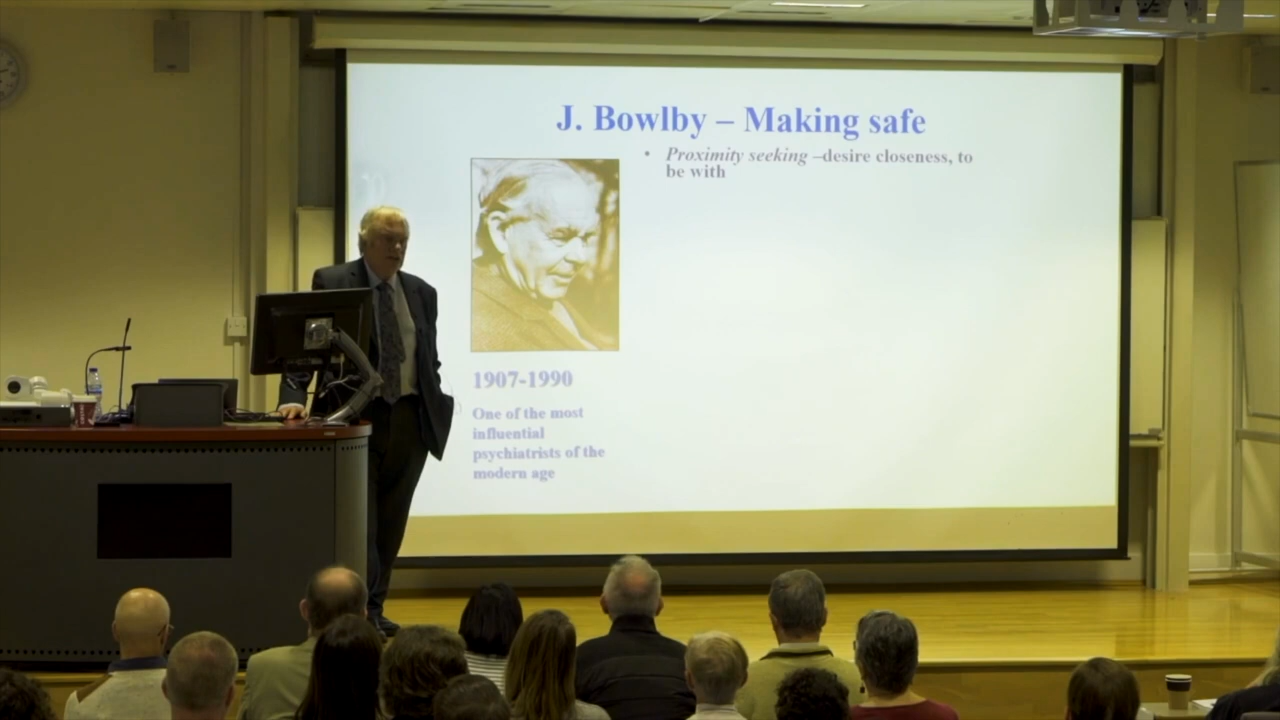 J. Bowlby – Making safe
• Proximity seeking –desire closeness, to
be with
1907-1990
One of the most
influential
psychiatrists of the
modern age